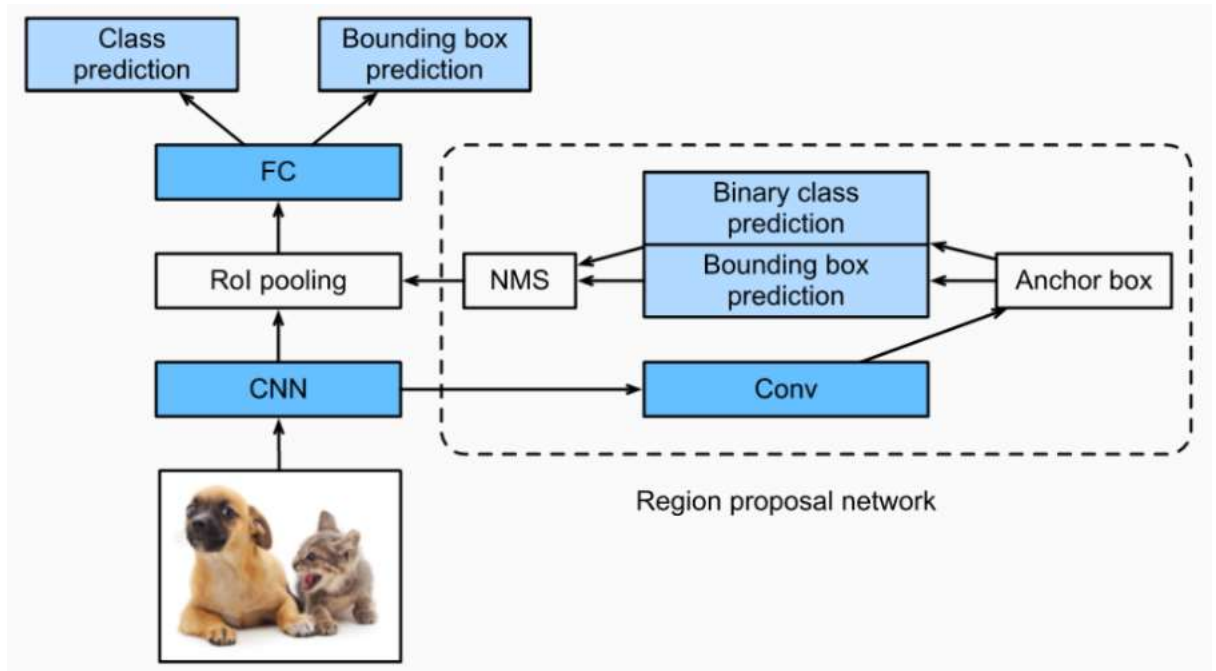 Class
prediction
Bounding box
prediction
FC
Binary class
prediction
RoI pooling
NMS
Bounding box
prediction
Anchor box
CNN
Conv
Region proposal network